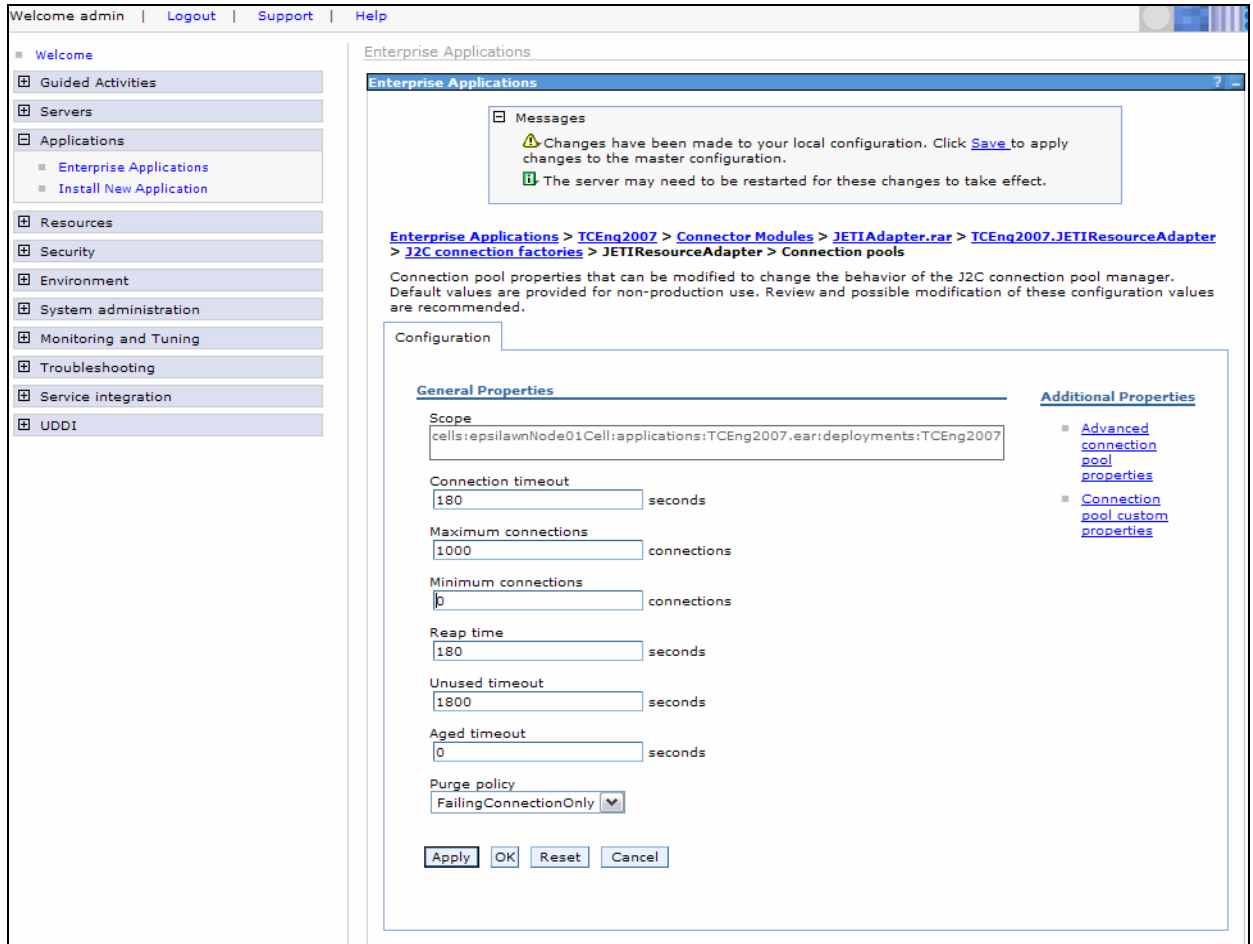 Welcome admin | Logout | Support | Help
Welcome
Guided Activities
Servers
Applications
Enterprise Applications
Install New Application
Resources
Security
Environment
System administration
Monitoring and Tuning
Troubleshooting
Service integration
UDDI
Enterprise Applications
Enterprise Applications ? -
Messages
Changes have been made to your local configuration. Click Save to apply
changes to the master configuration.
The server may need to be restarted for these changes to take effect.
Enterprise Applications > TCEng2007 > Connector Modules > JETIAdapter.rar > TCEng2007.JETIResourceAdapter
> J2C connection factories > JETIResourceAdapter > Connection pools
Connection pool properties that can be modified to change the behavior of the J2C connection pool manager.
Default values are provided for non-production use. Review and possible modification of these configuration values
are recommended.
Configuration
General Properties
Scope
cells:epsilawnNode01Cell:applications:TCEng2007.ear:deployments:TCEng2007
Connection timeout
180 seconds
Maximum connections
1000 connections
Minimum connections
0 connections
Reap time
180 seconds
Unused timeout
1800 seconds
Aged timeout
0 seconds
Purge policy
FailingConnectionOnly
Apply OK Reset Cancel
Additional Properties
Advanced
connection
pool
properties
Connection
pool custom
properties